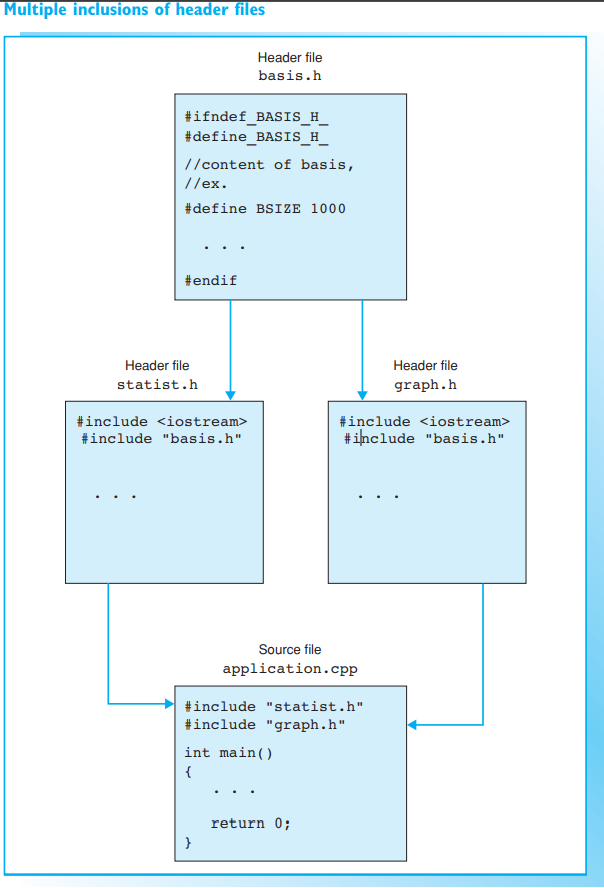 Multiple inclusions of header files
Header file
basis.h
#ifndef_BASIS_H_
#define_BASIS_H_
//content of basis,
//ex.
#define BSIZE 1000
. . .
#endif
Header file
statist.h
#include <iostream>
#include "basis.h"
. . .
Header file
graph.h
#include <iostream>
#include "basis.h"
. . .
Source file
application.cpp
#include "statist.h"
#include "graph.h"
int main()
{
. . .
return 0;
}